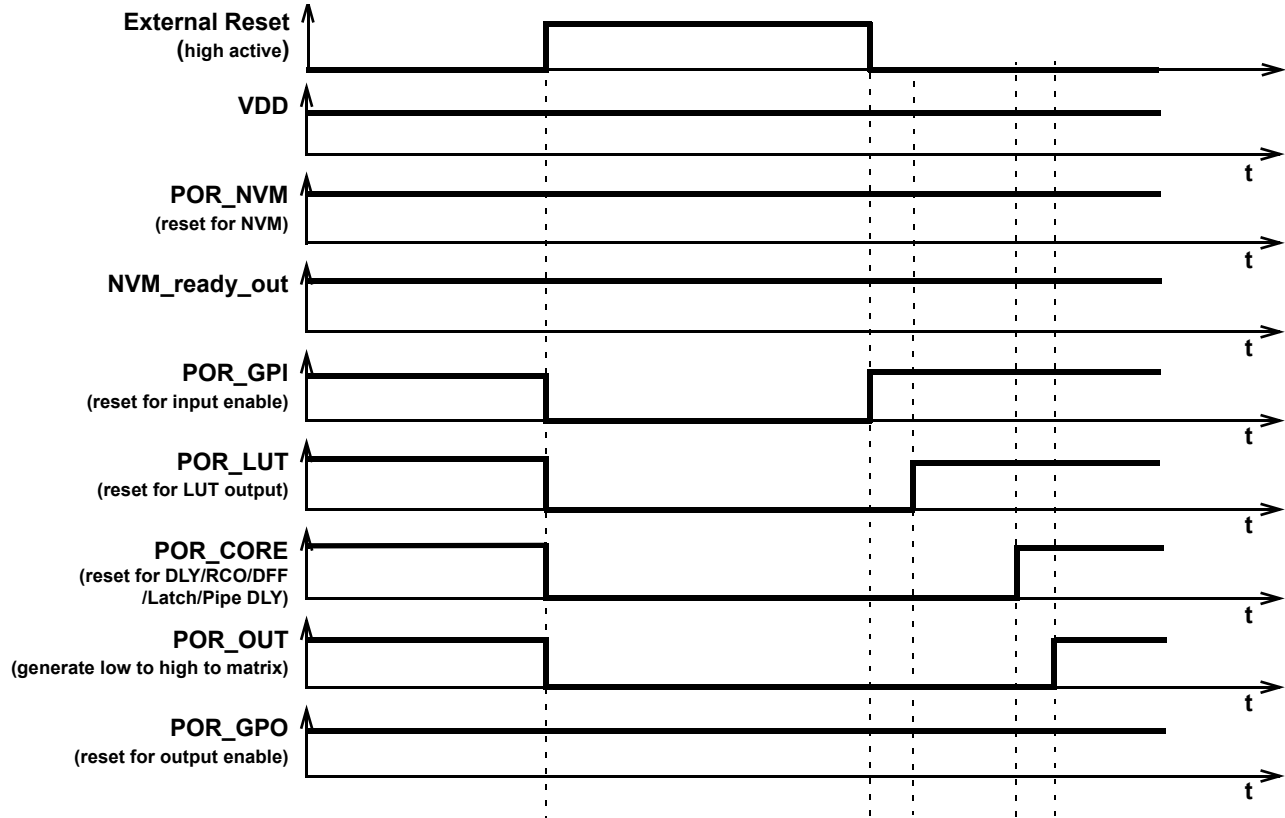 External Reset
(high active)
VDD
t
POR_NVM
(reset for NVM)
t
NVM_ready_out
t
POR_GPI
(reset for input enable)
t
POR_LUT
(reset for LUT output)
t
POR_CORE
(reset for DLY/RCO/DFF
/Latch/Pipe DLY)
t
POR_OUT
(generate low to high to matrix)
t
POR_GPO
(reset for output enable)
t